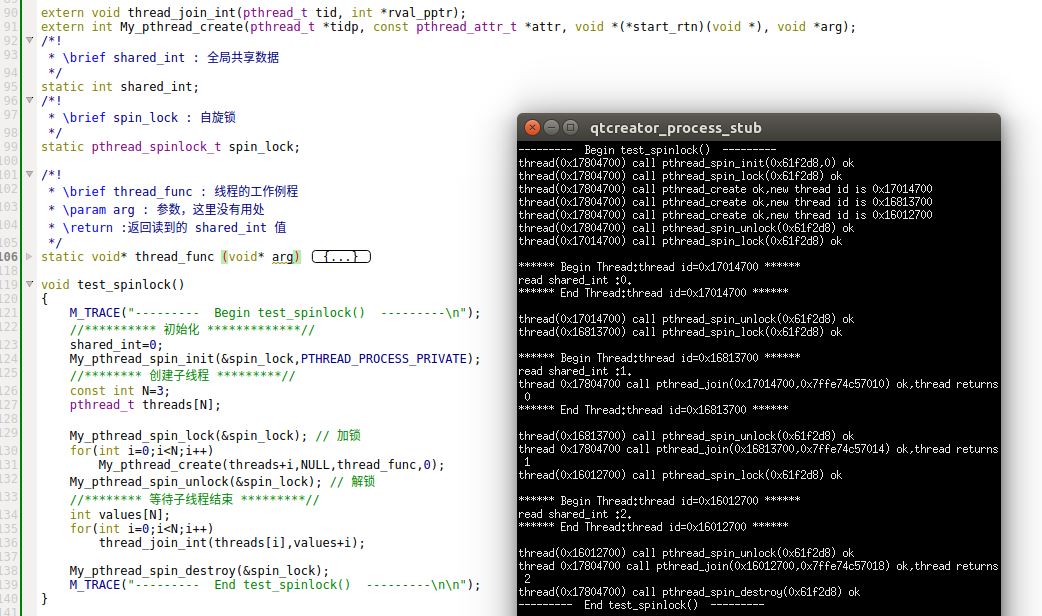 90 extern void thread_join_int(pthread_t tid, int *rval_pptr);
91 extern int My_pthread_create(pthread_t *tidp, const pthread_attr_t *attr, void *(*start_rtn)(void *), void *arg);
92 /*!
93 * \brief shared_int : 全局共享数据
94 */
95 static int shared_int;
96 /*!
97 * \brief spin_lock : 自旋锁
98 */
99 static pthread_spinlock_t spin_lock;
100
101 /*!
102 * \brief thread_func : 线程的工作例程
103 * \param arg : 参数，这里没有用处
104 * \return :返回读到的 shared_int 值
105 */
106 static void* thread_func (void* arg) {...}
118
119 void test_spinlock()
120 {
121 M_TRACE("---------  Begin test_spinlock()  ---------\n");
122 //********** 初始化 *************//
123 shared_int=0;
124 My_pthread_spin_init(&spin_lock,PTHREAD_PROCESS_PRIVATE);
125 //******** 创建子线程 *********//
126 const int N=3;
127 pthread_t threads[N];
128
129 My_pthread_spin_lock(&spin_lock); // 加锁
130 for(int i=0;i<N;i++)
131 My_pthread_create(threads+i,NULL,thread_func,0);
132 My_pthread_spin_unlock(&spin_lock); // 解锁
133 //******** 等待子线程结束 *********//
134 int values[N];
135 for(int i=0;i<N;i++)
136 thread_join_int(threads[i],values+i);
137
138 My_pthread_spin_destroy(&spin_lock);
139 M_TRACE("---------  End test_spinlock()  ---------\n\n");
140 }
141
qtcreator_process_stub
---------  Begin test_spinlock()  ---------
thread(0x17804700) call pthread_spin_init(0x61f2d8,0) ok
thread(0x17804700) call pthread_spin_lock(0x61f2d8) ok
thread(0x17804700) call pthread_create ok,new thread id is 0x17014700
thread(0x17804700) call pthread_create ok,new thread id is 0x16813700
thread(0x17804700) call pthread_create ok,new thread id is 0x16012700
thread(0x17804700) call pthread_spin_unlock(0x61f2d8) ok
thread(0x17014700) call pthread_spin_lock(0x61f2d8) ok
****** Begin Thread:thread id=0x17014700 ******
read shared_int :0.
****** End Thread:thread id=0x17014700 ******
thread(0x17014700) call pthread_spin_unlock(0x61f2d8) ok
thread(0x16813700) call pthread_spin_lock(0x61f2d8) ok
****** Begin Thread:thread id=0x16813700 ******
read shared_int :1.
thread 0x17804700 call pthread_join(0x17014700,0x7ffe74c57010) ok,thread returns
0
****** End Thread:thread id=0x16813700 ******
thread(0x16813700) call pthread_spin_unlock(0x61f2d8) ok
thread 0x17804700 call pthread_join(0x16813700,0x7ffe74c57014) ok,thread returns
1
thread(0x16012700) call pthread_spin_lock(0x61f2d8) ok
****** Begin Thread:thread id=0x16012700 ******
read shared_int :2.
****** End Thread:thread id=0x16012700 ******
thread(0x16012700) call pthread_spin_unlock(0x61f2d8) ok
thread 0x17804700 call pthread_join(0x16012700,0x7ffe74c57018) ok,thread returns
2
thread(0x17804700) call pthread_spin_destroy(0x61f2d8) ok
---------  End test_spinlock()  ---------